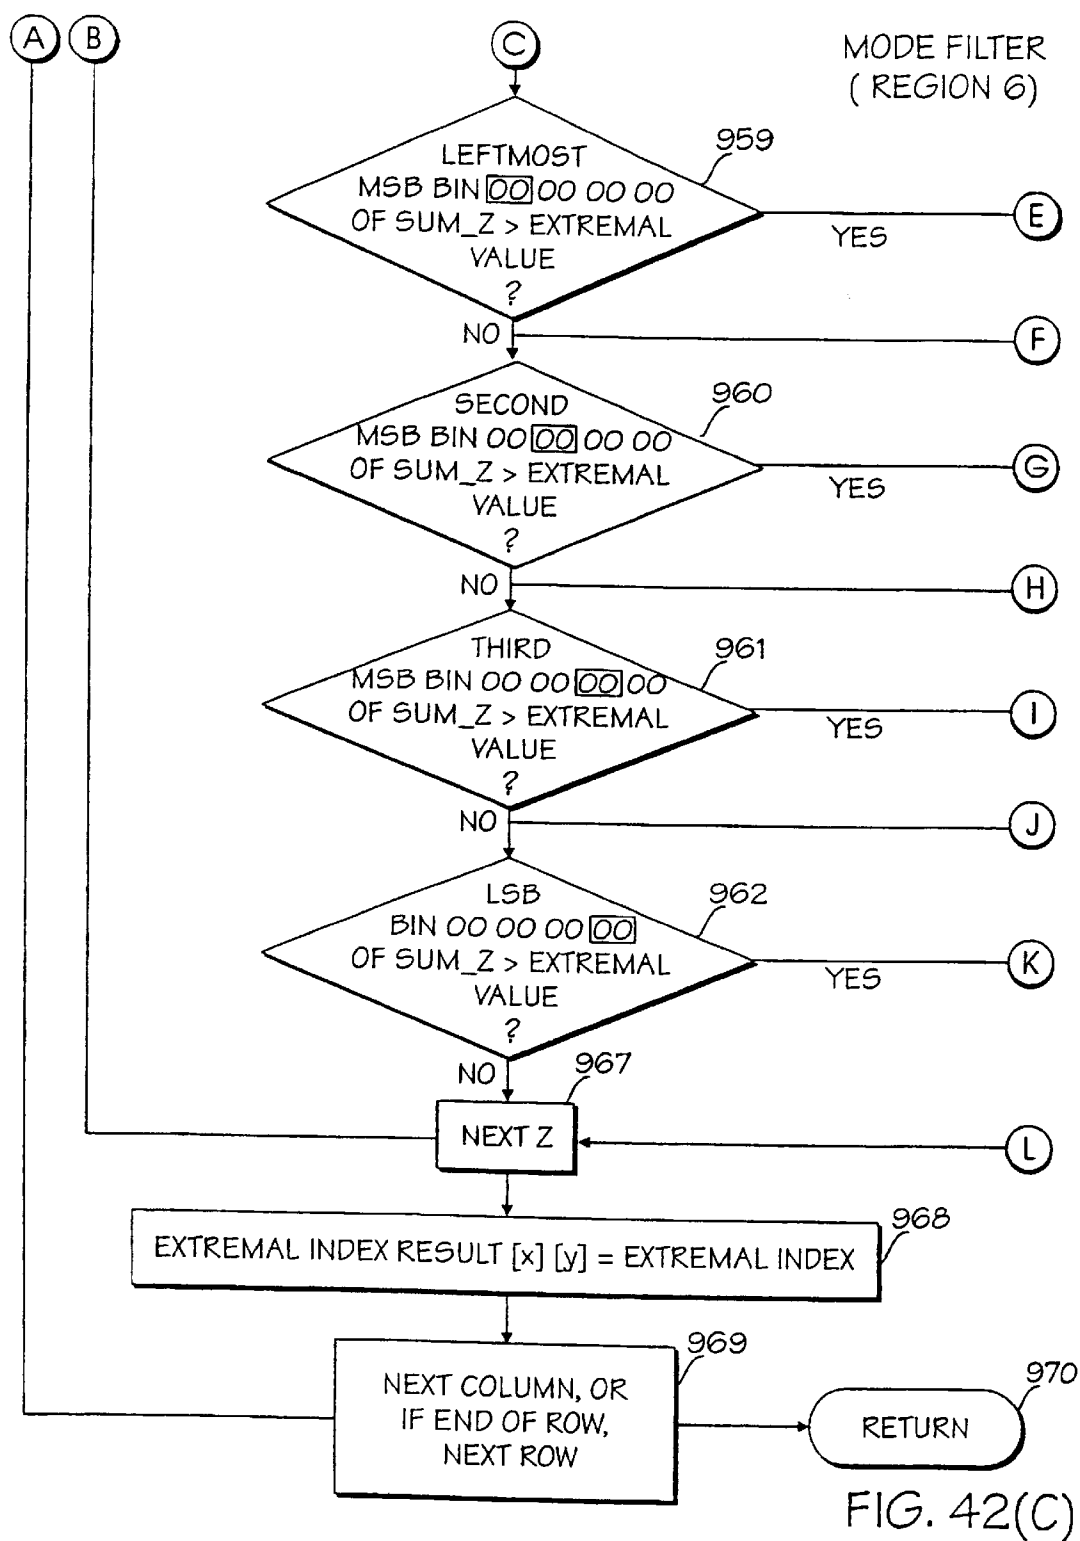 A B C
MODE FILTER
( REGION 6)
959
LEFTMOST
MSB BIN 00 00 00 00
OF SUM_Z > EXTREMAL
VALUE
?
YES
E
NO
F
960
SECOND
MSB BIN 00 00 00 00
OF SUM_Z > EXTREMAL
VALUE
?
YES
G
NO
H
961
THIRD
MSB BIN 00 00 00 00
OF SUM_Z > EXTREMAL
VALUE
?
YES
I
NO
J
962
LSB
BIN 00 00 00 00
OF SUM_Z > EXTREMAL
VALUE
?
YES
K
NO
967
NEXT Z
L
968
EXTREMAL INDEX RESULT [x] [y] = EXTREMAL INDEX
969
NEXT COLUMN, OR
IF END OF ROW,
NEXT ROW
970
RETURN
FIG. 42(C)